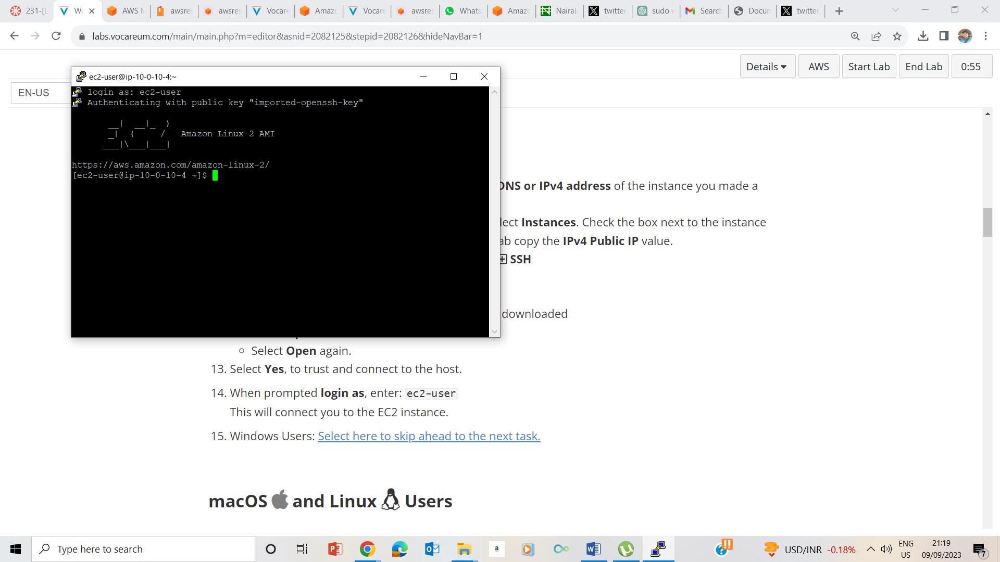 231-[L
Wo
AWS M
awsres
awsres
Vocare
Amazo
Vocare
awsres
Whats
Amazo
Nairala
twitter
sudo v
Search
Docum
twitter
labs.vocareum.com/main/main.php?m=editor&asnid=2082125&stepid=2082126&hideNavBar=1
Details
AWS
Start Lab
End Lab
0:55
EN-US
ec2-user@ip-10-0-10-4:~
login as: ec2-user
Authenticating with public key "imported-openssh-key"
__|  __|_  )
_|  (     /   Amazon Linux 2 AMI
___|\___|___|
https://aws.amazon.com/amazon-linux-2/
[ec2-user@ip-10-0-10-4 ~]$
DNS or IPv4 address of the instance you made a
lect Instances. Check the box next to the instance
ab copy the IPv4 Public IP value.
SSH
downloaded
Select Open again.
13. Select Yes, to trust and connect to the host.
14. When prompted login as, enter: ec2-user
This will connect you to the EC2 instance.
15. Windows Users: Select here to skip ahead to the next task.
macOS and Linux Users
Type here to search
a
USD/INR -0.18%
ENG
US
21:19
09/09/2023
7